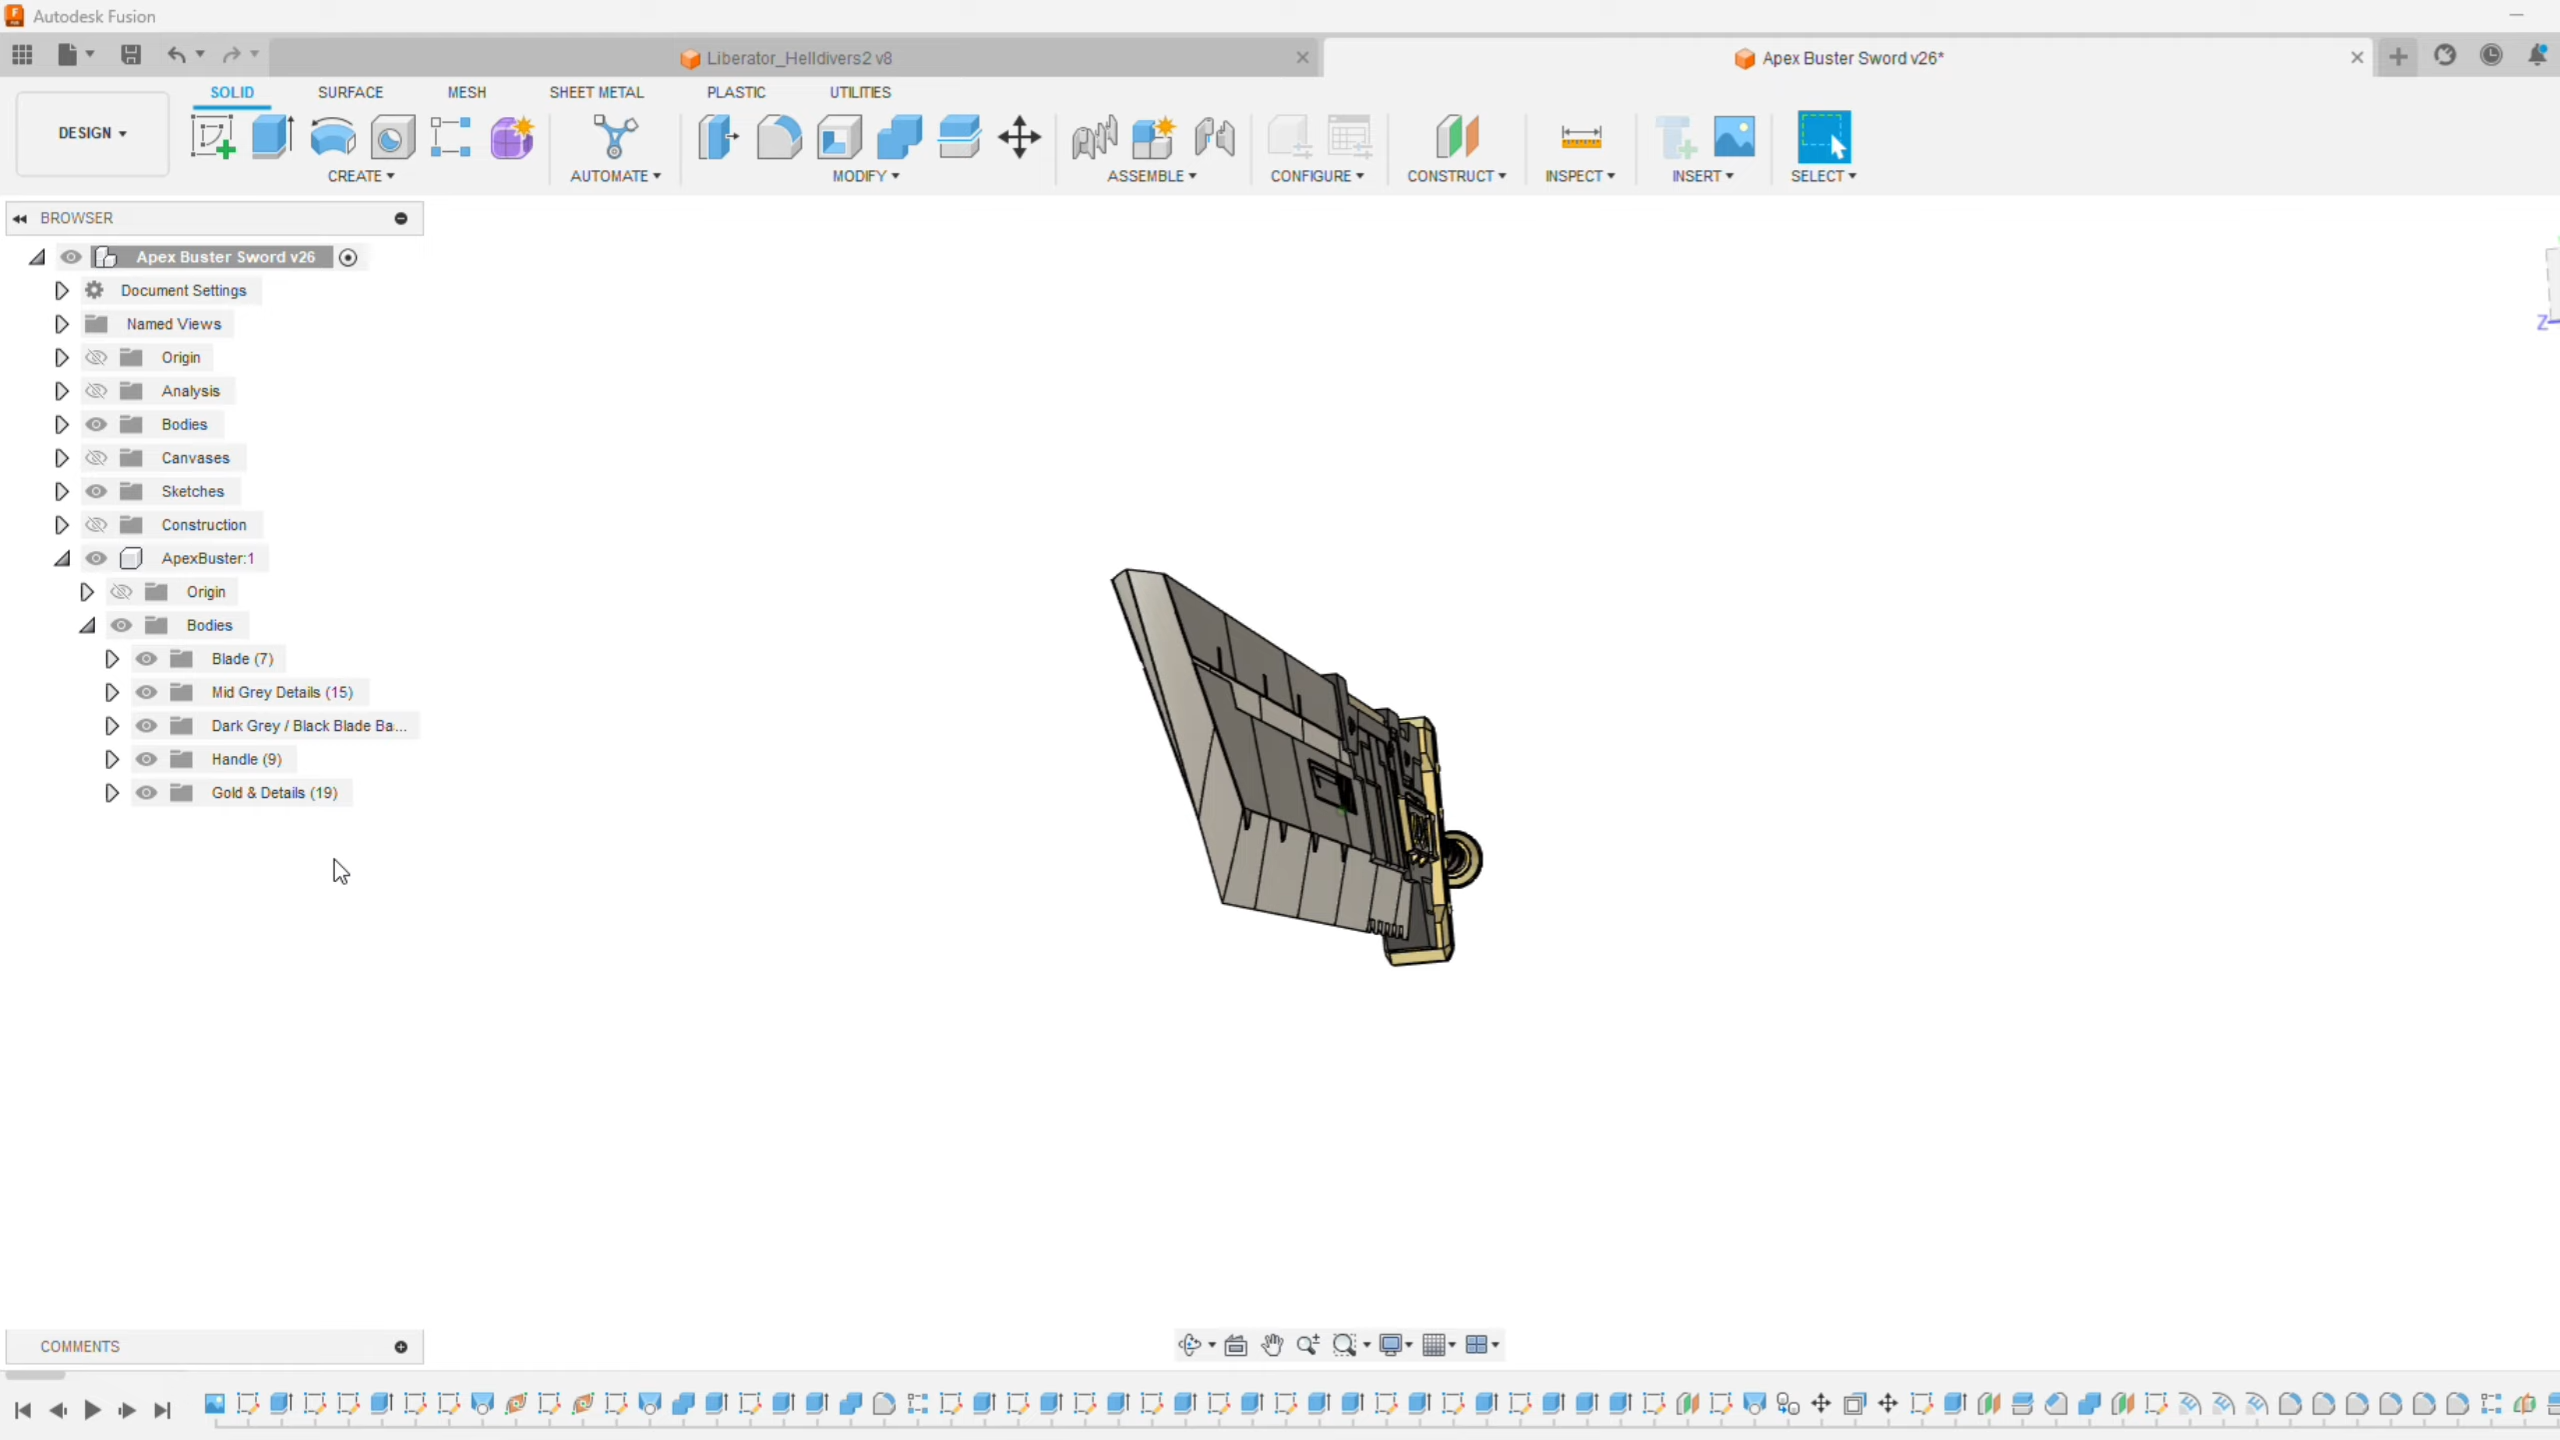 Autodesk Fusion
Liberator_Helldivers2 v8
Apex Buster Sword v26*
SOLID SURFACE MESH SHEET METAL PLASTIC UTILITIES
DESIGN
CREATE AUTOMATE MODIFY ASSEMBLE CONFIGURE CONSTRUCT INSPECT INSERT SELECT
BROWSER
Apex Buster Sword v26
Document Settings
Named Views
Origin
Analysis
Bodies
Canvases
Sketches
Construction
ApexBuster:1
Origin
Bodies
Blade (7)
Mid Grey Details (15)
Dark Grey / Black Blade Ba...
Handle (9)
Gold & Details (19)
Z
COMMENTS